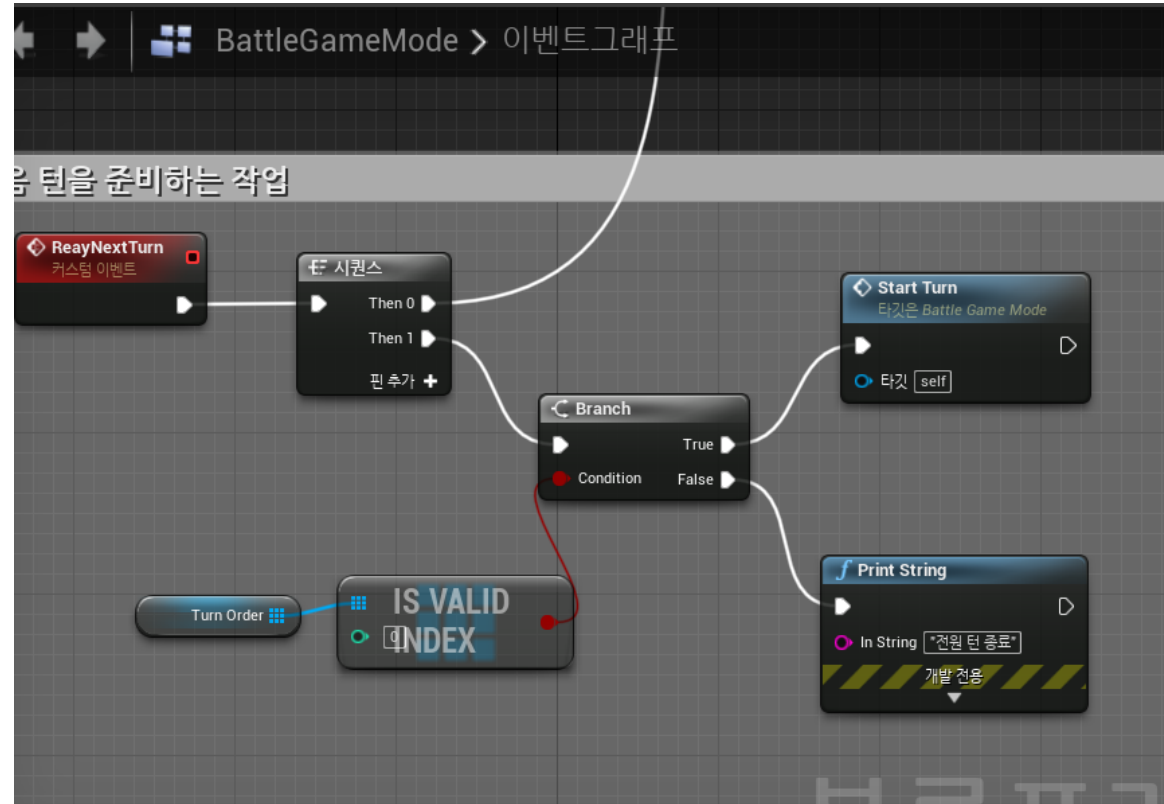 BattleGameMode > 이벤트그래프
턴을 준비하는 작업
ReayNextTurn
커스텀 이벤트
시퀀스
Then 0
Then 1
핀 추가 +
Branch
True
Condition
False
Start Turn
타깃은 Battle Game Mode
타깃 self
Turn Order
IS VALID
INDEX
0
Print String
In String "전원 턴 종료"
개발 전용